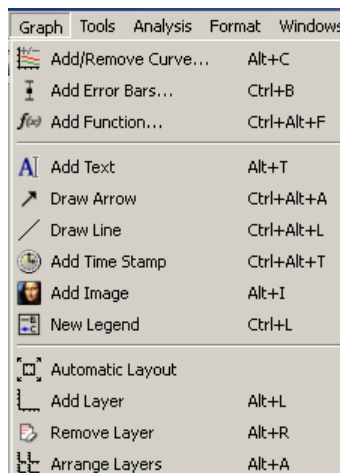 Graph Tools Analysis Format Windows
Add/Remove Curve... Alt+C
Add Error Bars... Ctrl+B
f(x) Add Function... Ctrl+Alt+F
A Add Text Alt+T
Draw Arrow Ctrl+Alt+A
Draw Line Ctrl+Alt+L
Add Time Stamp Ctrl+Alt+T
Add Image Alt+I
New Legend Ctrl+L
Automatic Layout
Add Layer Alt+L
Remove Layer Alt+R
Arrange Layers Alt+A